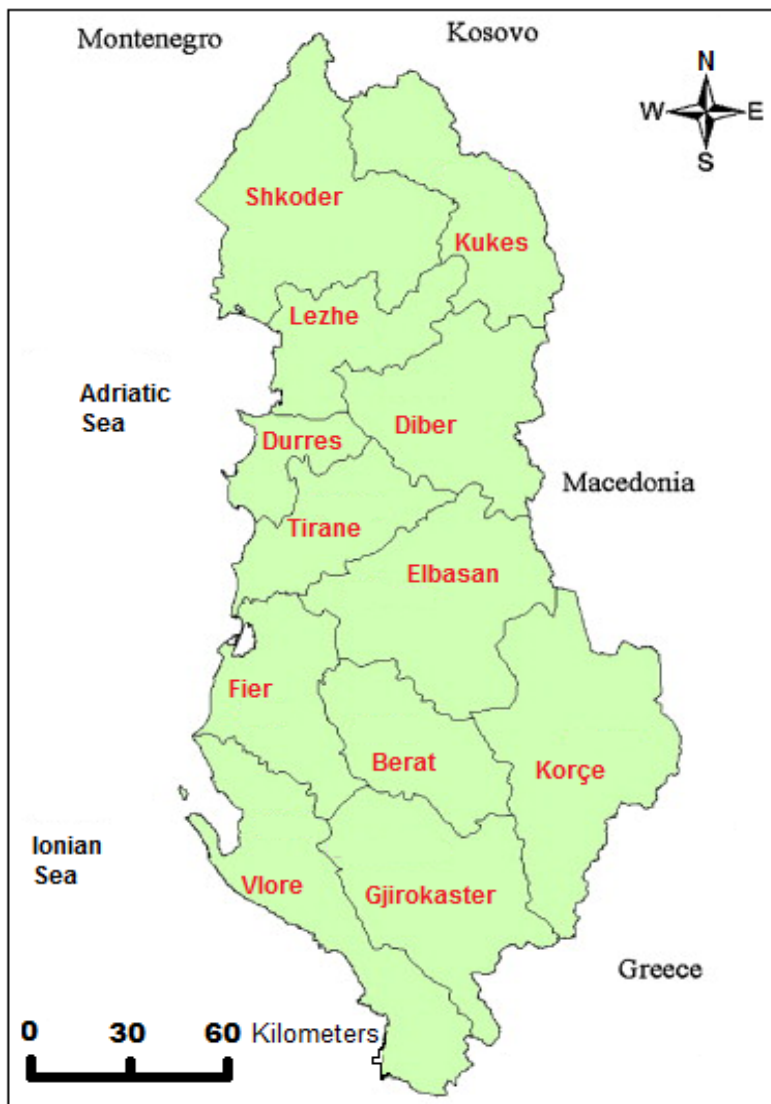 Montenegro
Kosovo
N
W E
S
Shkoder
Kukes
Lezhe
Adriatic
Sea
Diber
Durres
Macedonia
Tirane
Elbasan
Fier
Berat
Korçe
Ionian
Sea
Vlore
Gjirokaster
Greece
0 30 60 Kilometers